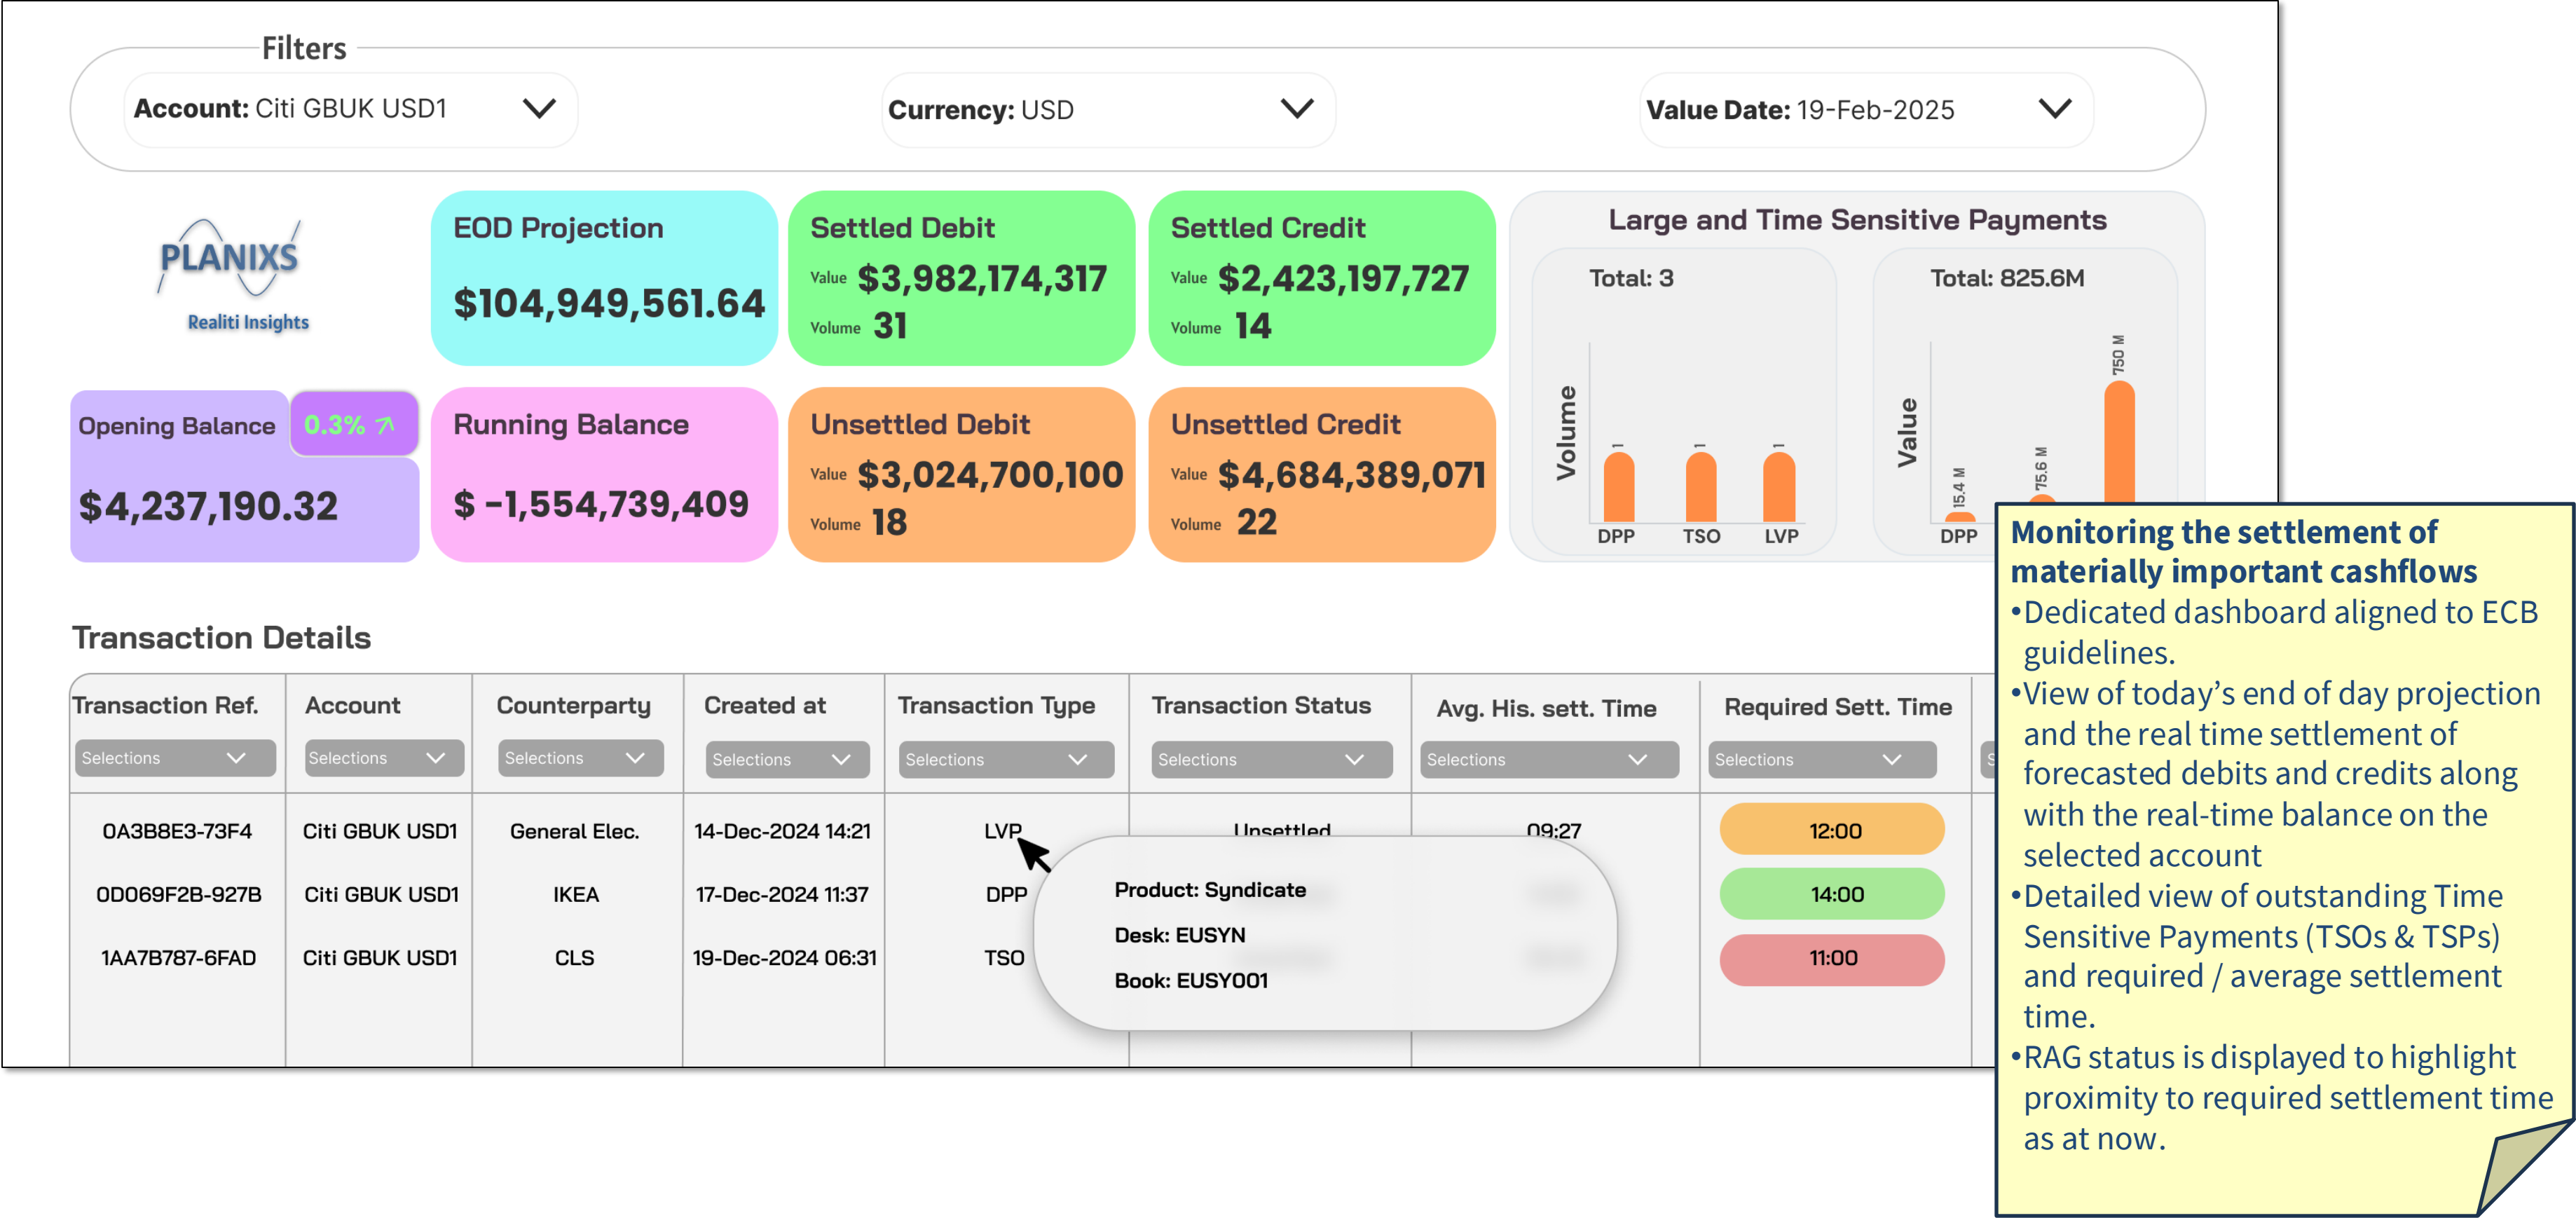 Filters
Account: Citi GBUK USD1
Currency: USD
Value Date: 19-Feb-2025
PLANIXS
Realiti Insights
EOD Projection
$104,949,561.64
Settled Debit
Value $3,982,174,317
Volume 31
Settled Credit
Value $2,423,197,727
Volume 14
Opening Balance 0.3%
$4,237,190.32
Running Balance
$ -1,554,739,409
Unsettled Debit
Value $3,024,700,100
Volume 18
Unsettled Credit
Value $4,684,389,071
Volume 22
Large and Time Sensitive Payments
Total: 3
Volume
1 1 1
DPP TSO LVP
Total: 825.6M
Value
15.4 M 75.6 M 750 M
DPP
Transaction Details
Transaction Ref. Account Counterparty Created at Transaction Type Transaction Status Avg. His. sett. Time Required Sett. Time
Selections Selections Selections Selections Selections Selections Selections Selections S
0A3B8E3-73F4 Citi GBUK USD1 General Elec. 14-Dec-2024 14:21 LVP Unsettled 09:27 12:00
0D069F2B-927B Citi GBUK USD1 IKEA 17-Dec-2024 11:37 DPP 14:00
1AA7B787-6FAD Citi GBUK USD1 CLS 19-Dec-2024 06:31 TSO 11:00
Product: Syndicate
Desk: EUSYN
Book: EUSY001
Monitoring the settlement of
materially important cashflows
•Dedicated dashboard aligned to ECB
guidelines.
•View of today’s end of day projection
and the real time settlement of
forecasted debits and credits along
with the real-time balance on the
selected account
•Detailed view of outstanding Time
Sensitive Payments (TSOs & TSPs)
and required / average settlement
time.
•RAG status is displayed to highlight
proximity to required settlement time
as at now.